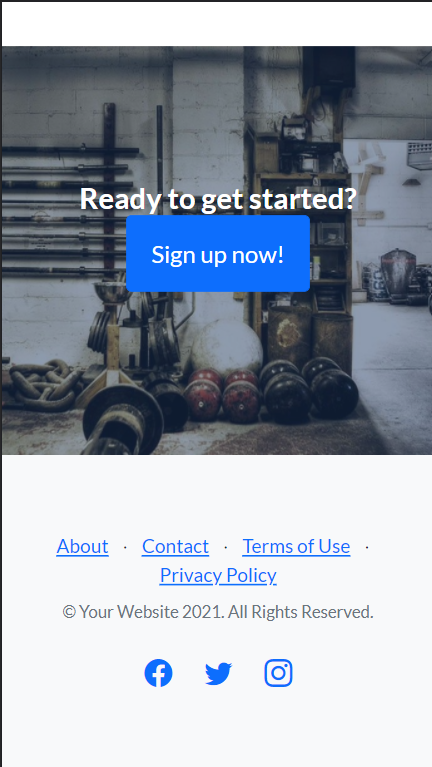 Ready to get started?
Sign up now!
About · Contact · Terms of Use ·
Privacy Policy
© Your Website 2021. All Rights Reserved.